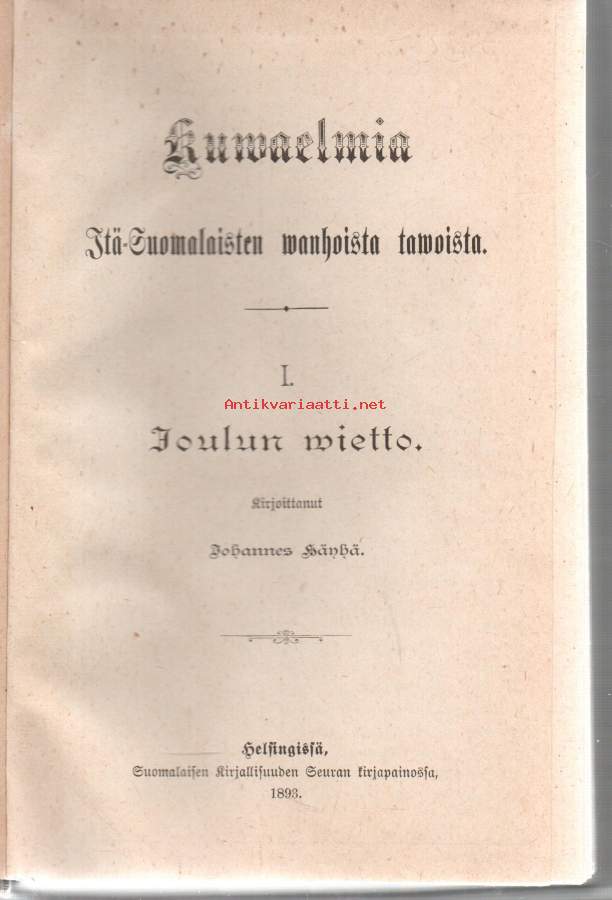 Kuwaelmia
Itä-Suomalaisten wanhoista tawoista.
I.
Antikvariaatti.net
Joulun wietto.
Kirjoittanut
Johannes Häyhä.
Helsingissä,
Suomalaisen Kirjallisuuden Seuran kirjapainossa,
1893.